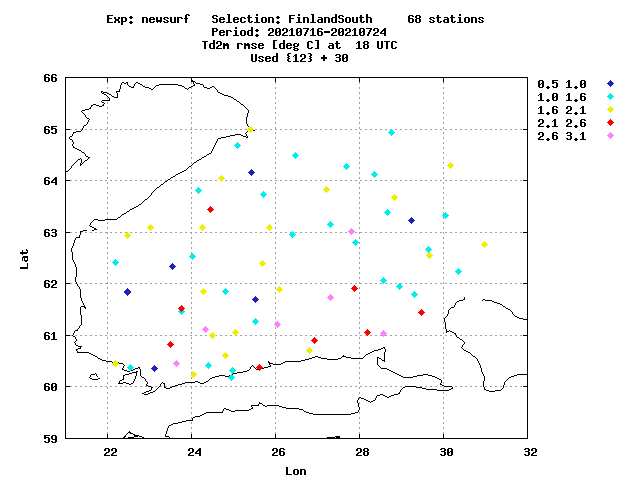 Exp: newsurf   Selection: FinlandSouth     68 stations
Period: 20210716-20210724
Td2m rmse [deg C] at  18 UTC
Used {12} + 30
0.5 1.0
1.0 1.6
1.6 2.1
2.1 2.6
2.6 3.1
66
65
64
63
62
61
60
59
Lat
22 24 26 28 30 32
Lon